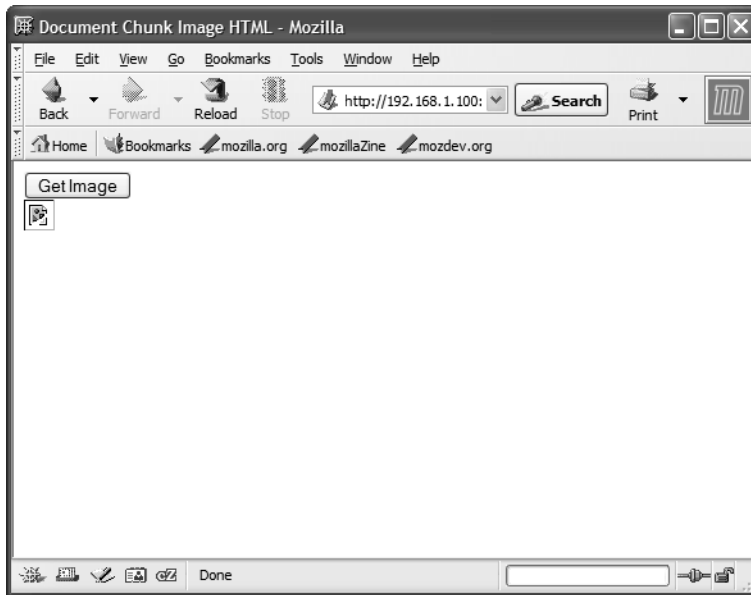 Document Chunk Image HTML - Mozilla
File Edit View Go Bookmarks Tools Window Help
Back Forward Reload Stop http://192.168.1.100: Search Print
Home Bookmarks mozilla.org mozillaZine mozdev.org
Get Image
Done